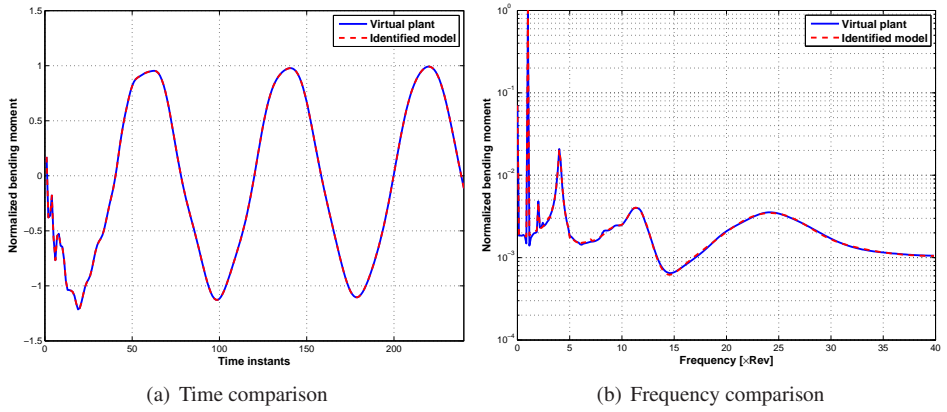 Virtual plant
Identified model
1.5
1
0.5
0
−0.5
−1
−1.5
Normalized bending moment
0 50 100 150 200
Time instants
(a) Time comparison
Virtual plant
Identified model
10^0
10^−1
10^−2
10^−3
10^−4
Normalized bending moment
0 5 10 15 20 25 30 35 40
Frequency [×Rev]
(b) Frequency comparison